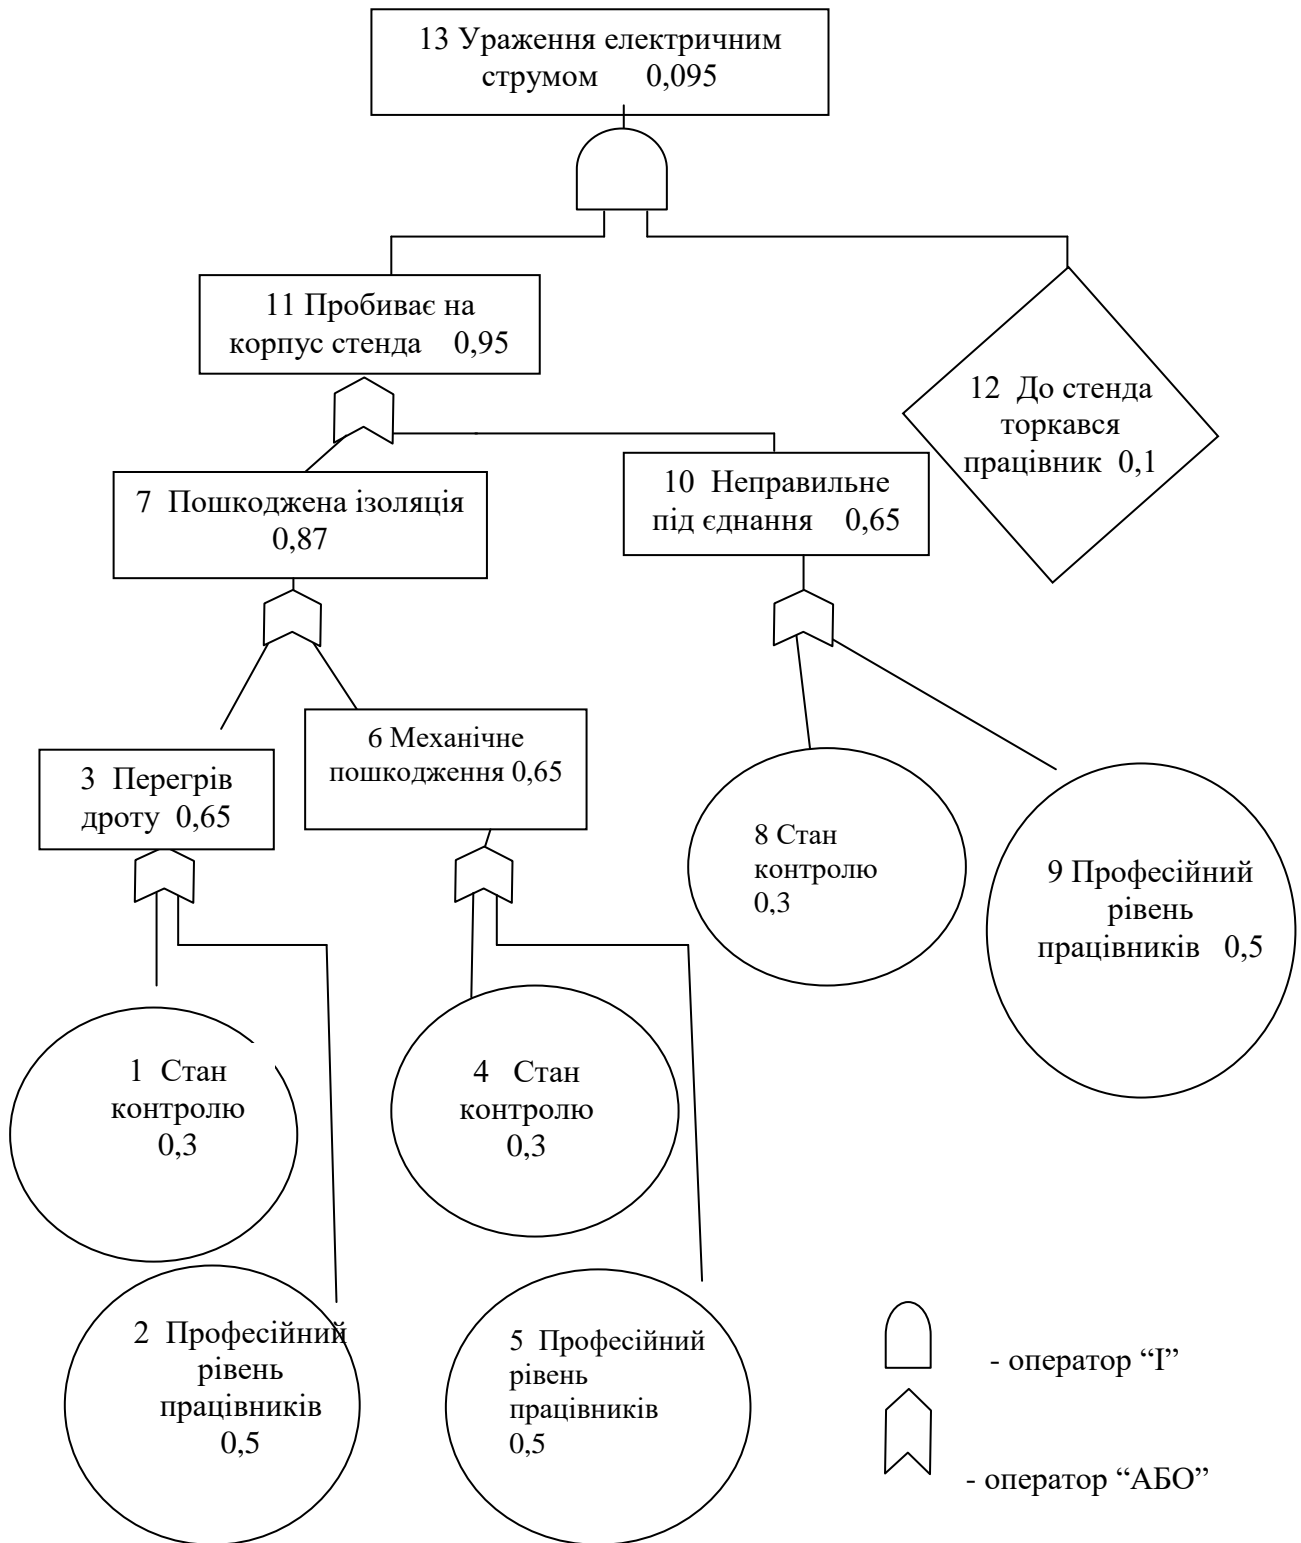 13 Ураження електричним
струмом 0,095
11 Пробиває на
корпус стенда 0,95
12 До стенда
торкався
працівник 0,1
7 Пошкоджена ізоляція
0,87
10 Неправильне
під єднання 0,65
3 Перегрів
дроту 0,65
6 Механічне
пошкодження 0,65
8 Стан
контролю
0,3
9 Професійний
рівень
працівників 0,5
1 Стан
контролю
0,3
4 Стан
контролю
0,3
2 Професійний
рівень
працівників
0,5
5 Професійний
рівень
працівників
0,5
- оператор “І”
- оператор “АБО”